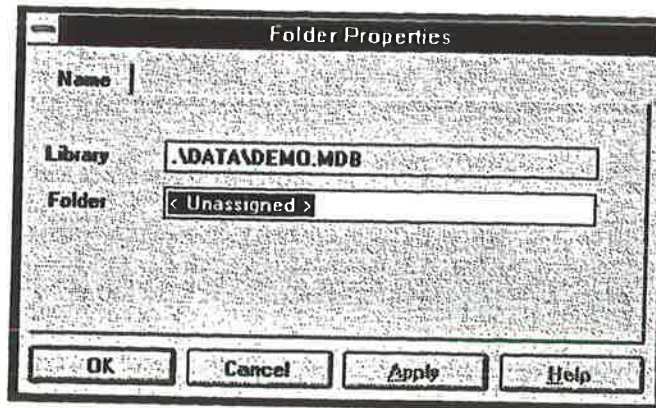 Folder Properties
Name
Library .\DATA\DEMO.MDB
Folder < Unassigned >
OK Cancel Apply Help